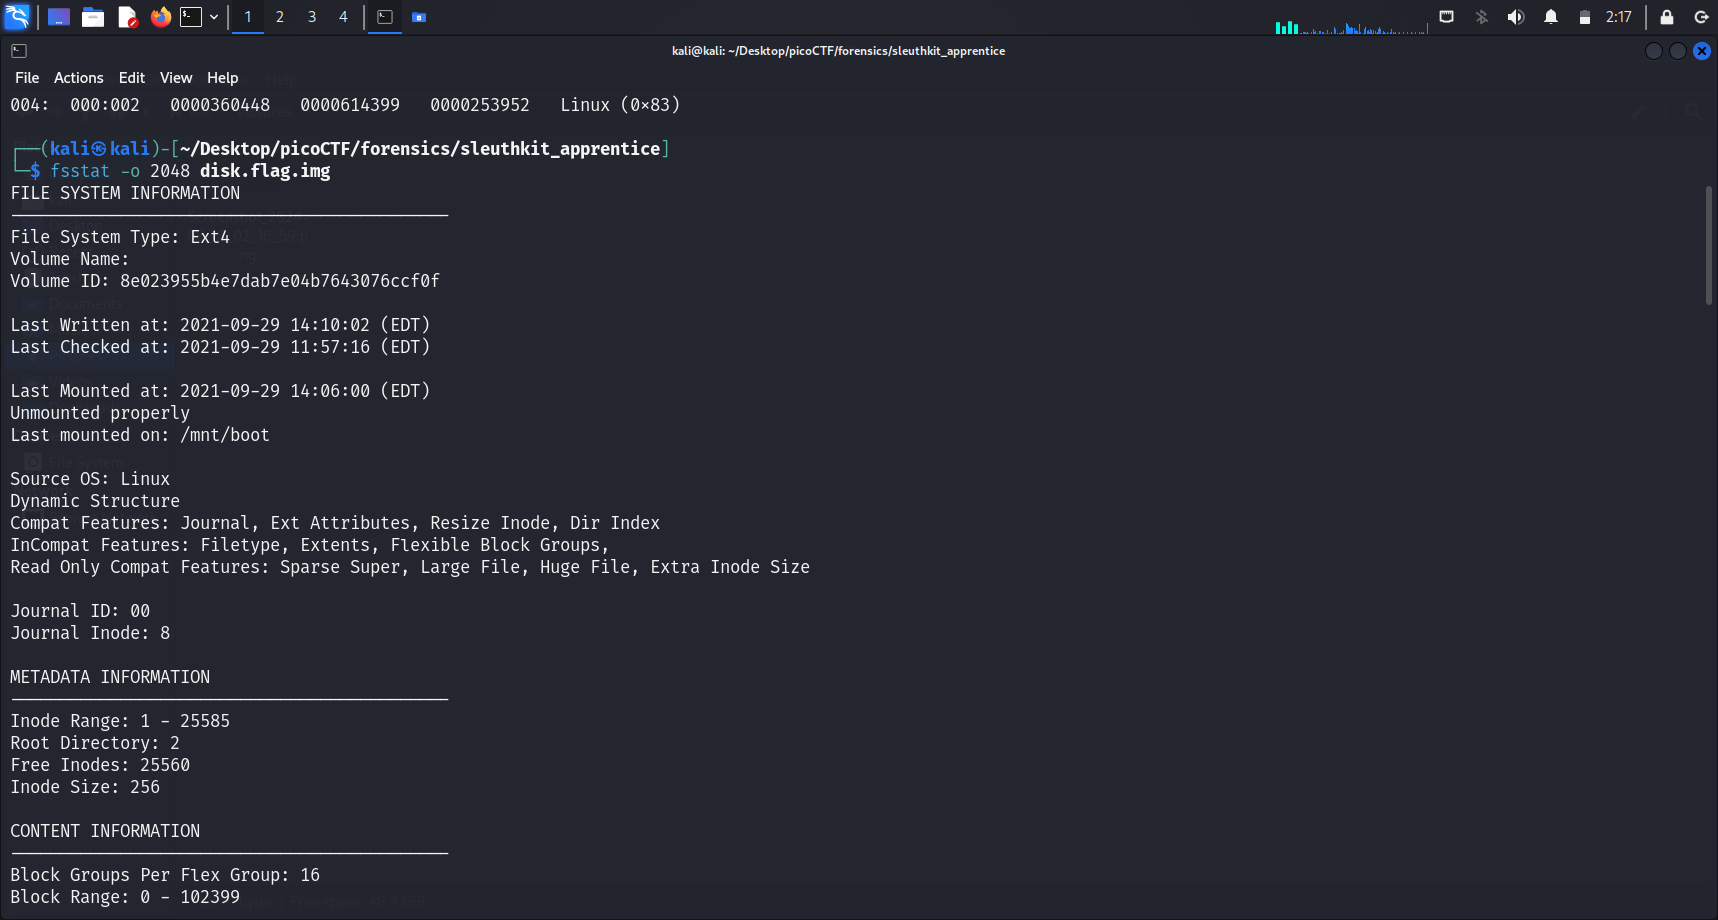 1 2 3 4 2:17
kali@kali: ~/Desktop/picoCTF/forensics/sleuthkit_apprentice
File Actions Edit View Help
004:  000:002   0000360448   0000614399   0000253952   Linux (0×83)
┌──(kali㉿kali)-[~/Desktop/picoCTF/forensics/sleuthkit_apprentice]
└─$ fsstat -o 2048 disk.flag.img
FILE SYSTEM INFORMATION
--------------------------------------------
File System Type: Ext4
Volume Name:
Volume ID: 8e023955b4e7dab7e04b7643076ccf0f
Last Written at: 2021-09-29 14:10:02 (EDT)
Last Checked at: 2021-09-29 11:57:16 (EDT)
Last Mounted at: 2021-09-29 14:06:00 (EDT)
Unmounted properly
Last mounted on: /mnt/boot
Source OS: Linux
Dynamic Structure
Compat Features: Journal, Ext Attributes, Resize Inode, Dir Index
InCompat Features: Filetype, Extents, Flexible Block Groups,
Read Only Compat Features: Sparse Super, Large File, Huge File, Extra Inode Size
Journal ID: 00
Journal Inode: 8
METADATA INFORMATION
--------------------------------------------
Inode Range: 1 - 25585
Root Directory: 2
Free Inodes: 25560
Inode Size: 256
CONTENT INFORMATION
--------------------------------------------
Block Groups Per Flex Group: 16
Block Range: 0 - 102399